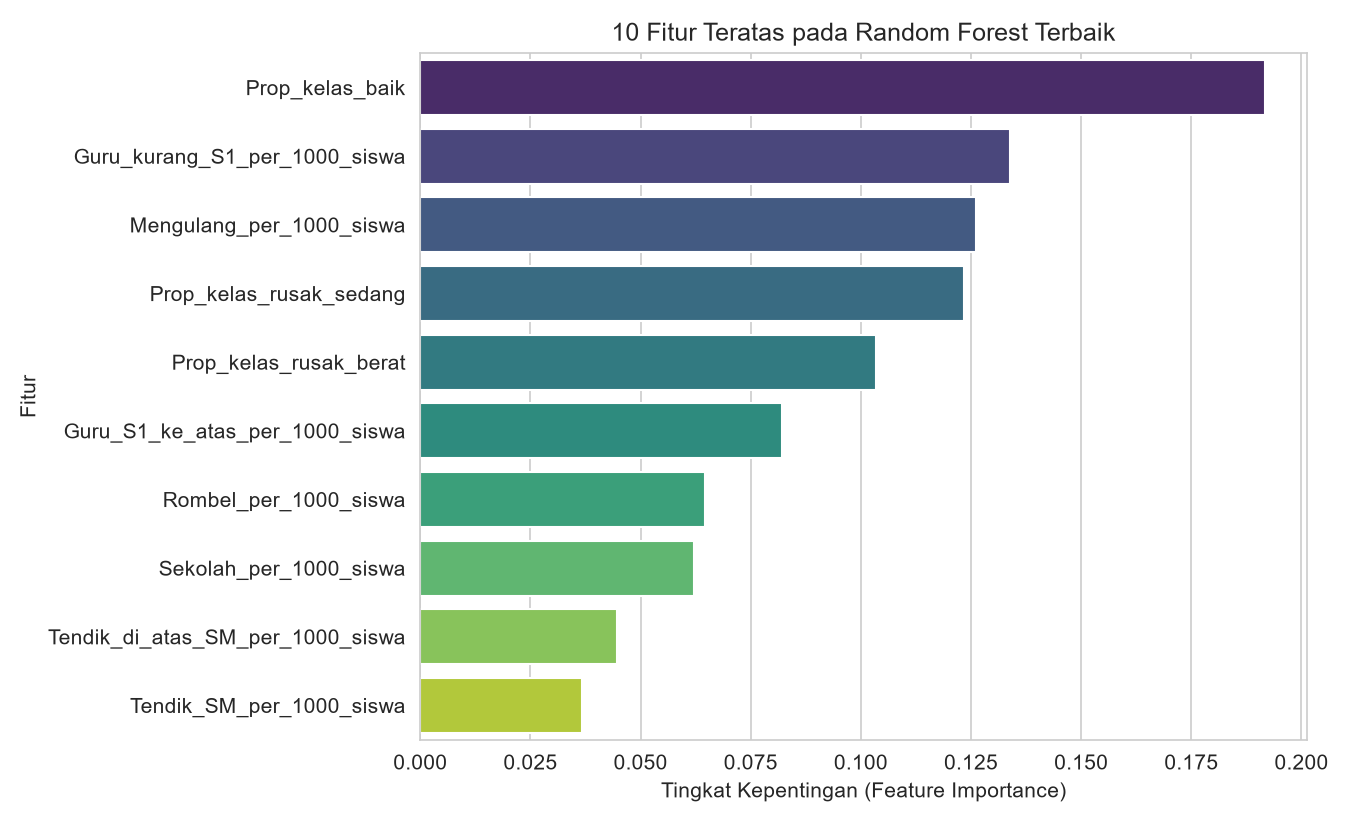 10 Fitur Teratas pada Random Forest Terbaik
Prop_kelas_baik
Guru_kurang_S1_per_1000_siswa
Mengulang_per_1000_siswa
Prop_kelas_rusak_sedang
Prop_kelas_rusak_berat
Guru_S1_ke_atas_per_1000_siswa
Rombel_per_1000_siswa
Sekolah_per_1000_siswa
Tendik_di_atas_SM_per_1000_siswa
Tendik_SM_per_1000_siswa
Fitur
0.000 0.025 0.050 0.075 0.100 0.125 0.150 0.175 0.200
Tingkat Kepentingan (Feature Importance)